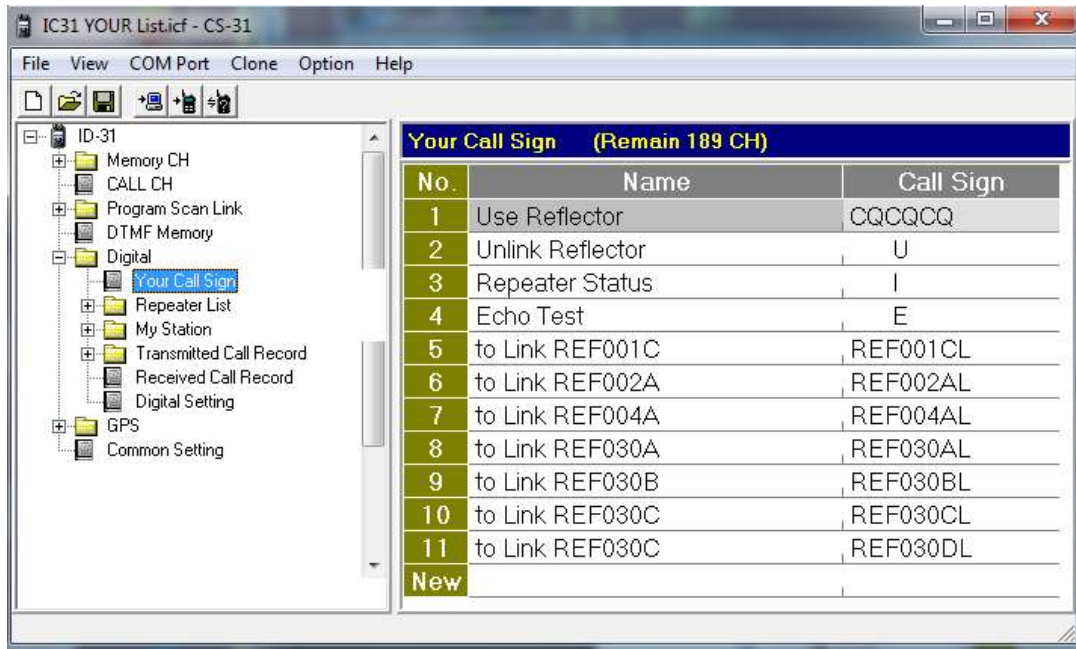 IC31 YOUR List.icf - CS-31
File View COM Port Clone Option Help
ID-31
Memory CH
CALL CH
Program Scan Link
DTMF Memory
Digital
Your Call Sign
Repeater List
My Station
Transmitted Call Record
Received Call Record
Digital Setting
GPS
Common Setting
Your Call Sign (Remain 189 CH)
No. Name Call Sign
1 Use Reflector CQCQCQ
2 Unlink Reflector U
3 Repeater Status I
4 Echo Test E
5 to Link REF001C REF001CL
6 to Link REF002A REF002AL
7 to Link REF004A REF004AL
8 to Link REF030A REF030AL
9 to Link REF030B REF030BL
10 to Link REF030C REF030CL
11 to Link REF030C REF030DL
New